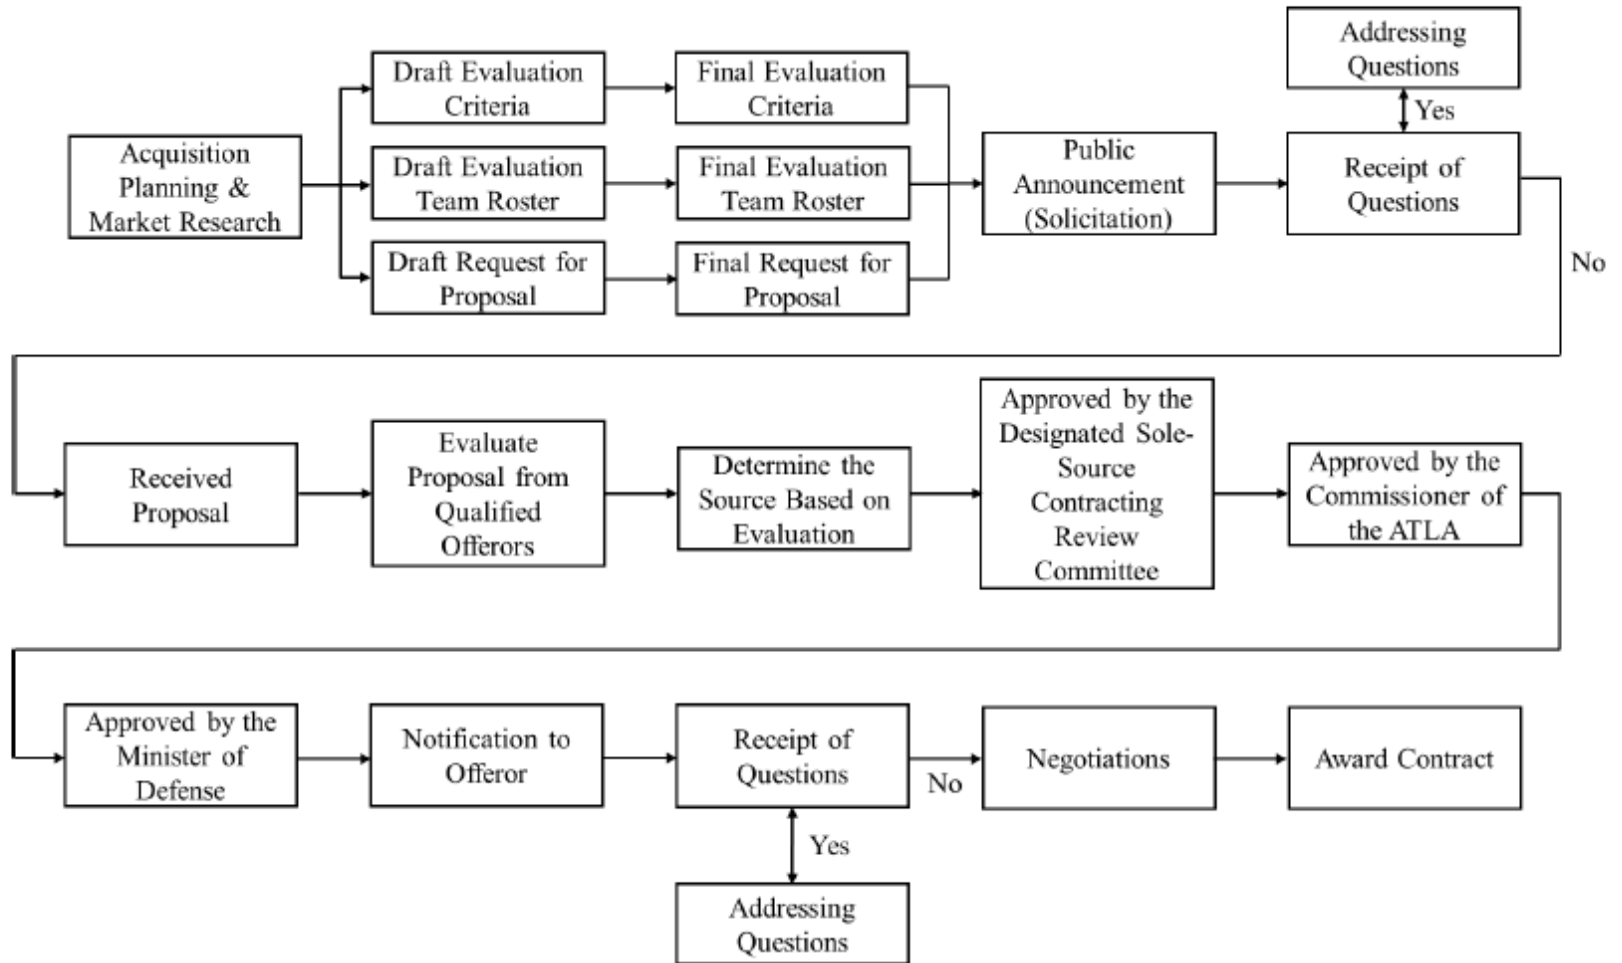 Acquisition
Planning &
Market Research
Draft Evaluation
Criteria
Draft Evaluation
Team Roster
Draft Request for
Proposal
Final Evaluation
Criteria
Final Evaluation
Team Roster
Final Request for
Proposal
Public
Announcement
(Solicitation)
Addressing
Questions
Yes
Receipt of
Questions
No
Received
Proposal
Evaluate
Proposal from
Qualified
Offerors
Determine the
Source Based on
Evaluation
Approved by the
Designated Sole-
Source
Contracting
Review
Committee
Approved by the
Commissioner of
the ATLA
Approved by the
Minister of
Defense
Notification to
Offeror
Receipt of
Questions
No
Yes
Addressing
Questions
Negotiations
Award Contract